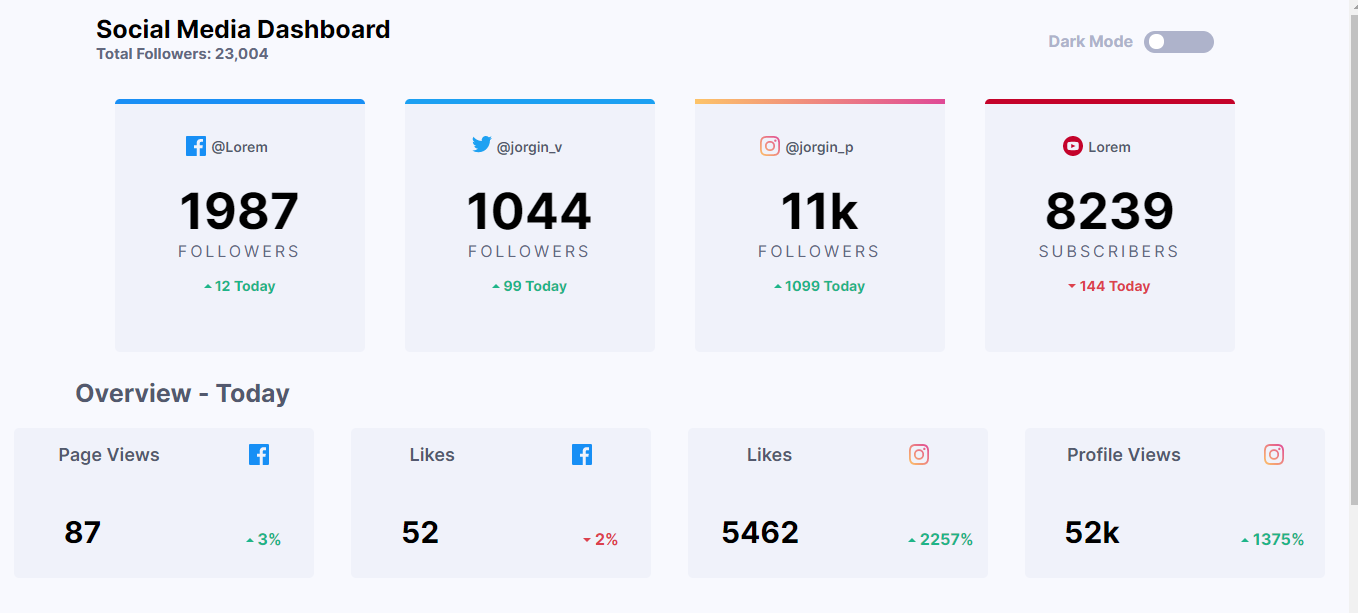 Social Media Dashboard
Total Followers: 23,004
Dark Mode
@Lorem
1987
FOLLOWERS
12 Today
@jorgin_v
1044
FOLLOWERS
99 Today
@jorgin_p
11k
FOLLOWERS
1099 Today
Lorem
8239
SUBSCRIBERS
144 Today
Overview - Today
Page Views
87
3%
Likes
52
2%
Likes
5462
2257%
Profile Views
52k
1375%